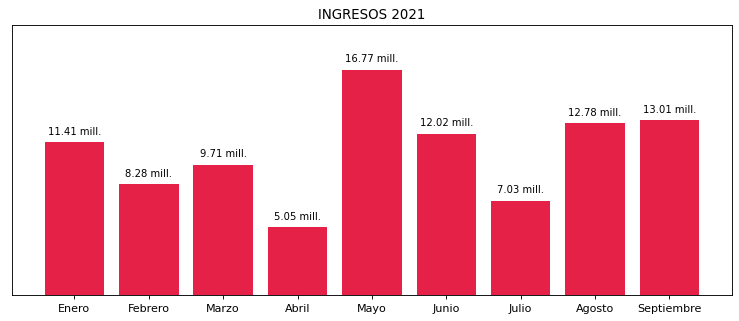 INGRESOS 2021
11.41 mill.
8.28 mill.
9.71 mill.
5.05 mill.
16.77 mill.
12.02 mill.
7.03 mill.
12.78 mill.
13.01 mill.
Enero Febrero Marzo Abril Mayo Junio Julio Agosto Septiembre